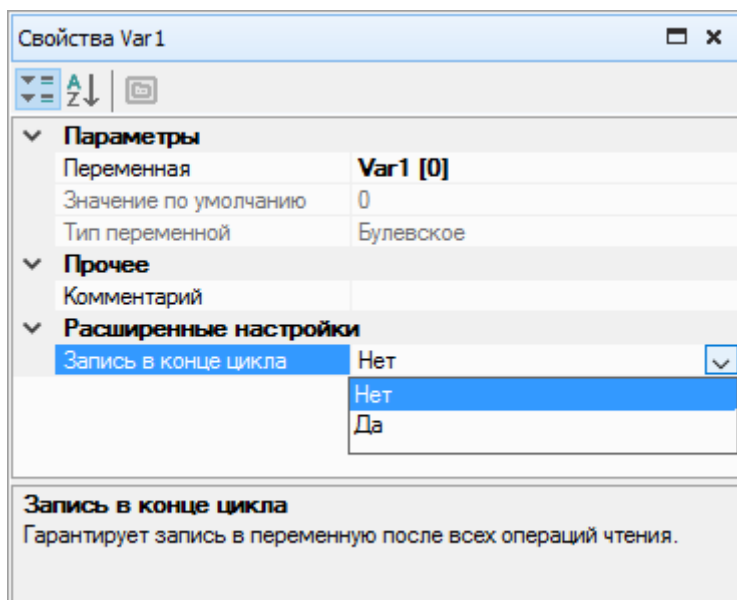 Свойства Var1
Параметры
Переменная Var1 [0]
Значение по умолчанию 0
Тип переменной Булевское
Прочее
Комментарий
Расширенные настройки
Запись в конце цикла Нет
Нет
Да
Запись в конце цикла
Гарантирует запись в переменную после всех операций чтения.